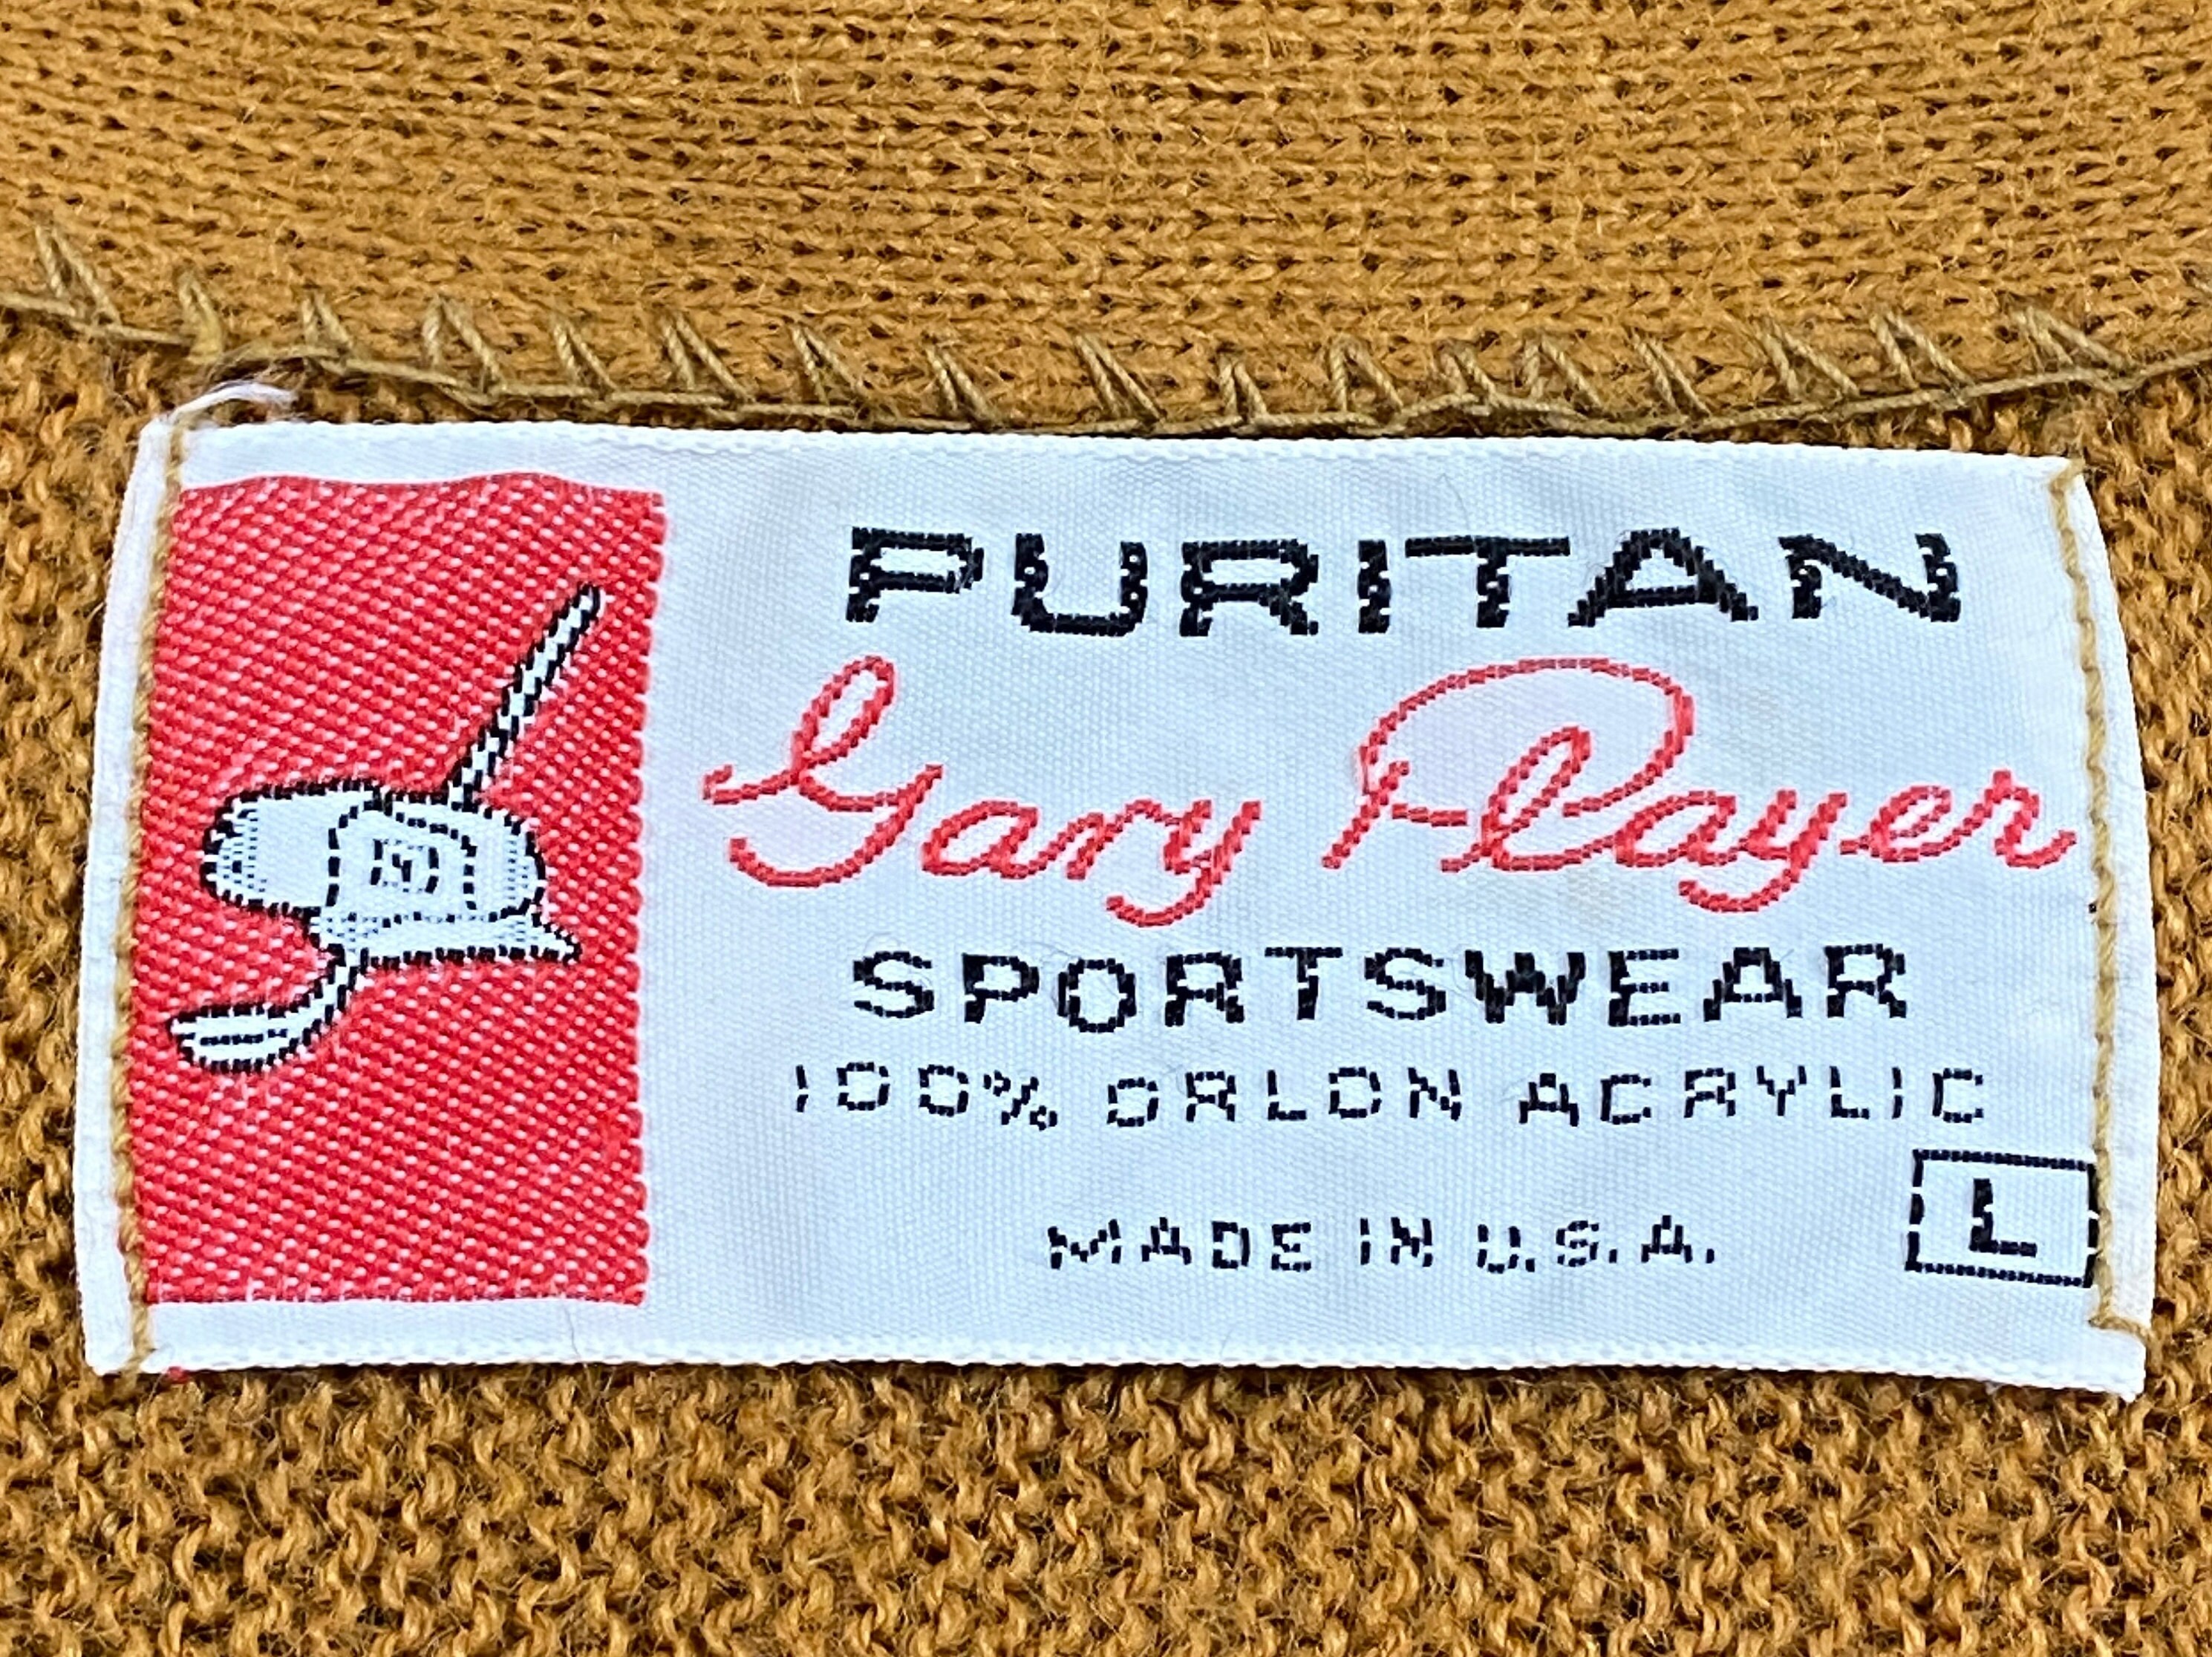 PURITAN
Gary Player
SPORTSWEAR
100% ORLON ACRYLIC
MADE IN U.S.A.
L